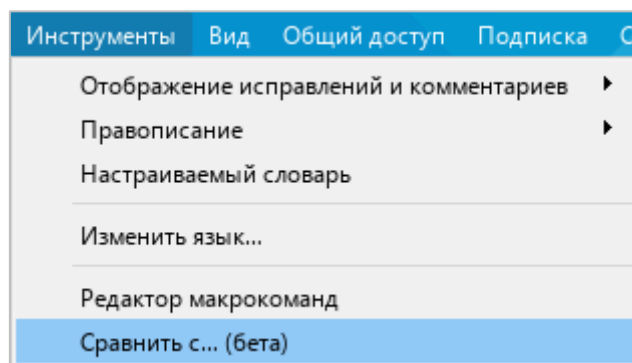 Инструменты Вид Общий доступ Подписка
Отображение исправлений и комментариев
Правописание
Настраиваемый словарь
Изменить язык...
Редактор макрокоманд
Сравнить с... (бета)